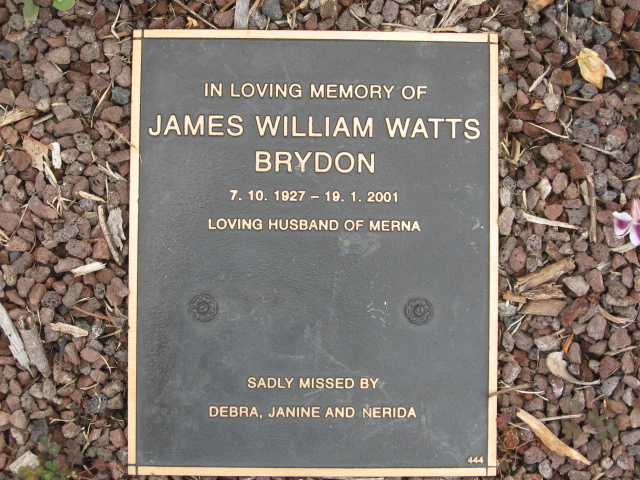 IN LOVING MEMORY OF
JAMES WILLIAM WATTS
BRYDON
7. 10. 1927 – 19. 1. 2001
LOVING HUSBAND OF MERNA
SADLY MISSED BY
DEBRA, JANINE AND NERIDA
444